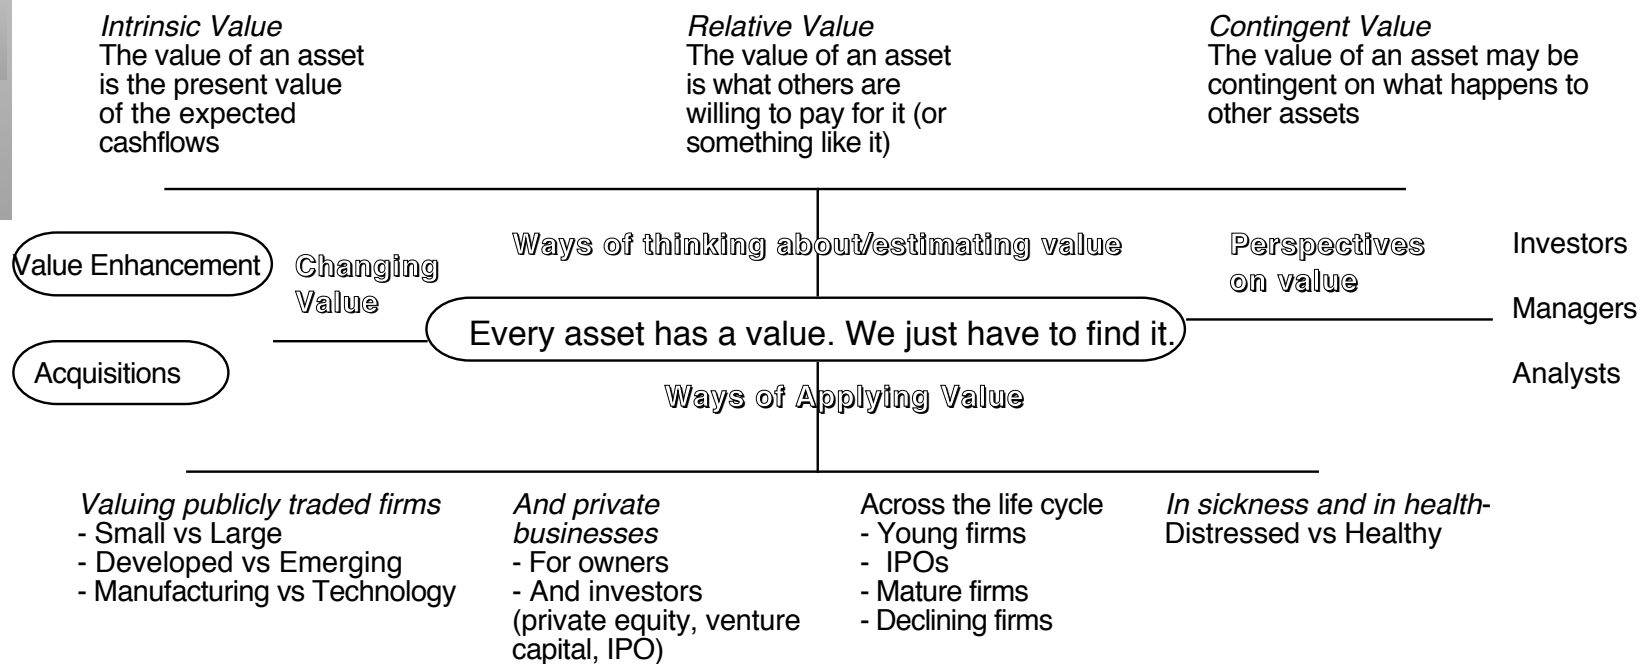 Intrinsic Value
The value of an asset
is the present value
of the expected
cashflows
Relative Value
The value of an asset
is what others are
willing to pay for it (or
something like it)
Contingent Value
The value of an asset may be
contingent on what happens to
other assets
Value Enhancement
Acquisitions
Changing
Value
Ways of thinking about/estimating value
Perspectives
on value
Investors
Managers
Analysts
Every asset has a value. We just have to find it.
Ways of Applying Value
Valuing publicly traded firms
- Small vs Large
- Developed vs Emerging
- Manufacturing vs Technology
And private
businesses
- For owners
- And investors
(private equity, venture
capital, IPO)
Across the life cycle
- Young firms
- IPOs
- Mature firms
- Declining firms
In sickness and in health-
Distressed vs Healthy